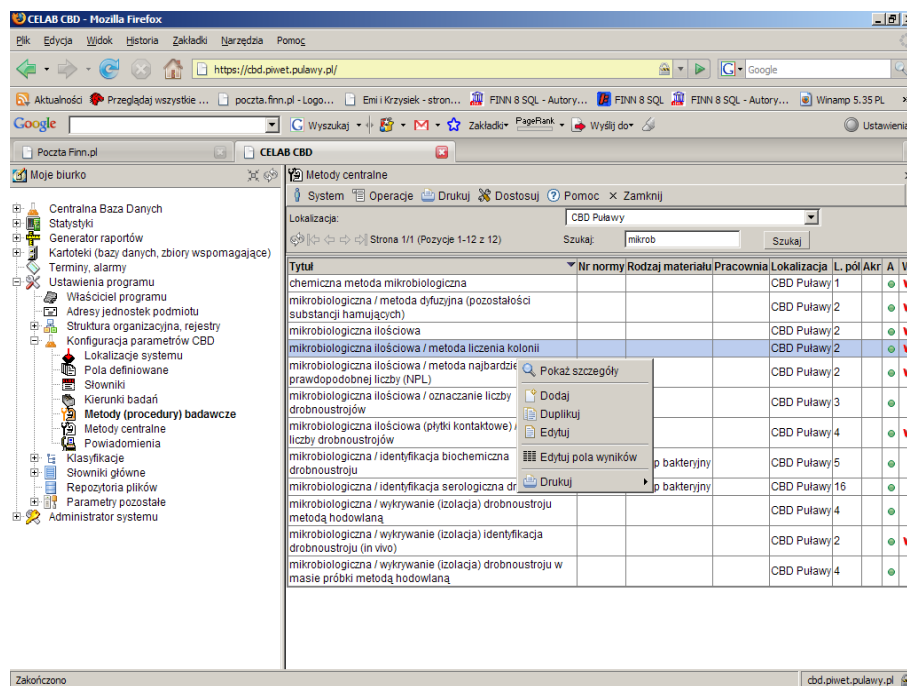 CELAB CBD - Mozilla Firefox
Plik Edycja Widok Historia Zakładki Narzędzia Pomoc
https://cbd.piwet.pulawy.pl/ Google
Aktualności Przeglądaj wszystkie ... poczta.finn.pl - Logo... Emi i Krzysiek - stron... FINN 8 SQL - Autory... FINN 8 SQL FINN 8 SQL - Autory... Winamp 5.35 PL »
Google Wyszukaj Zakładki PageRank Wyślij do Ustawienia
Poczta Finn.pl CELAB CBD
Moje biurko
Centralna Baza Danych
Statystyki
Generator raportów
Kartoteki (bazy danych, zbiory wspomagające)
Terminy, alarmy
Ustawienia programu
Właściciel programu
Adresy jednostek podmiotu
Struktura organizacyjna, rejestry
Konfiguracja parametrów CBD
Lokalizacje systemu
Pola definiowane
Słowniki
Kierunki badań
Metody (procedury) badawcze
Metody centralne
Powiadomienia
Klasyfikacje
Słowniki główne
Repozytoria plików
Parametry pozostałe
Administrator systemu
Metody centralne
System Operacje Drukuj Dostosuj Pomoc Zamknij
Lokalizacja: CBD Puławy
Strona 1/1 (Pozycje 1-12 z 12) Szukaj: mikrob Szukaj
Tytuł Nr normy Rodzaj materiału Pracownia Lokalizacja L. pól Akr A W
chemiczna metoda mikrobiologiczna CBD Puławy 1
mikrobiologiczna / metoda dyfuzyjna (pozostałości
substancji hamujących) CBD Puławy 2
mikrobiologiczna ilościowa CBD Puławy 2
mikrobiologiczna ilościowa / metoda liczenia kolonii CBD Puławy 2
mikrobiologiczna ilościowa / metoda
prawdopodobnej liczby (NPL) CBD Puławy 2
mikrobiologiczna ilościowa / oznaczanie liczby
drobnoustrojów CBD Puławy 3
mikrobiologiczna ilościowa (płytki kontaktowe) /
liczby drobnoustrojów CBD Puławy 4
mikrobiologiczna / identyfikacja biochemiczna
drobnoustroju bakteryjny CBD Puławy 5
mikrobiologiczna / identyfikacja serologiczna bakteryjny CBD Puławy 16
mikrobiologiczna / wykrywanie (izolacja) drobnoustroju
metodą hodowlaną CBD Puławy 4
mikrobiologiczna / wykrywanie (izolacja) identyfikacja
drobnoustroju (in vivo) CBD Puławy 2
mikrobiologiczna / wykrywanie (izolacja) drobnoustroju w
masie próbki metodą hodowlaną CBD Puławy 4
Pokaż szczegóły
Dodaj
Duplikuj
Edytuj
Edytuj pola wyników
Drukuj
Zakończono cbd.piwet.pulawy.pl